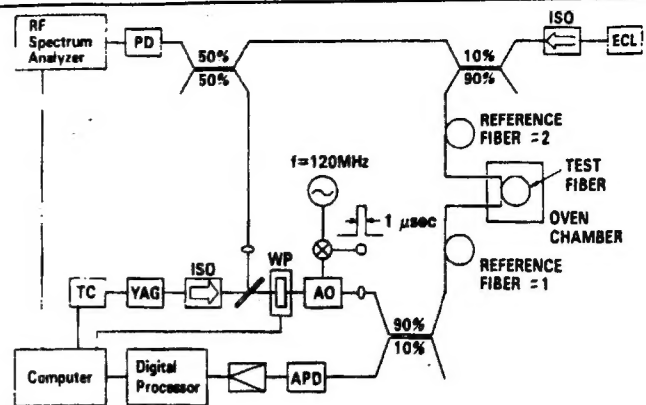 RF
Spectrum
Analyzer
PD
50%
50%
10%
90%
ISO
ECL
REFERENCE
FIBER =2
TEST
FIBER
OVEN
CHAMBER
REFERENCE
FIBER =1
f=120MHz
1 μsec
WP
ISO
TC
YAG
AO
90%
10%
Computer
Digital
Processor
APD